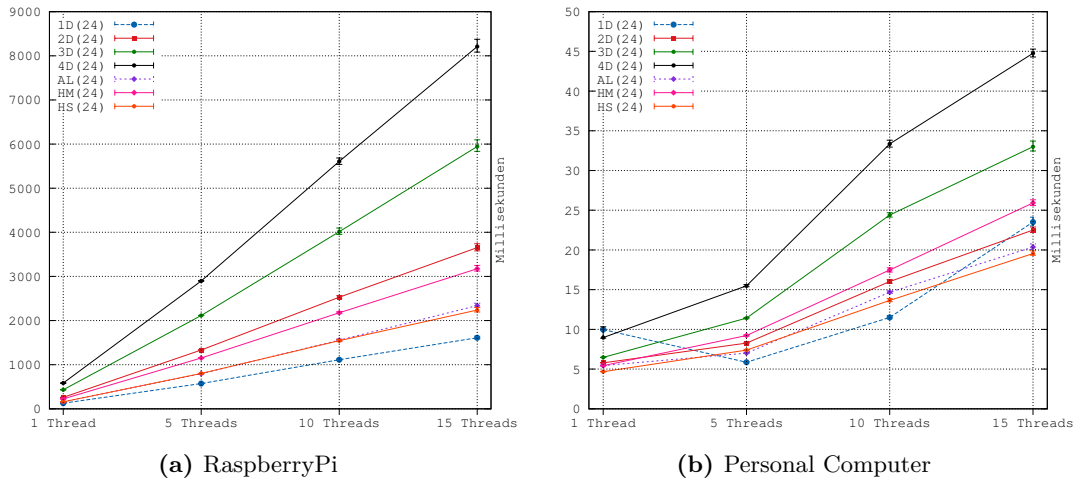 9000
8000
7000
6000
5000
4000
3000
2000
1000
0
1D(24)
2D(24)
3D(24)
4D(24)
AL(24)
HM(24)
HS(24)
1 Thread
5 Threads
10 Threads
15 Threads
Millisekunden
(a) RaspberryPi
50
45
40
35
30
25
20
15
10
5
0
1D(24)
2D(24)
3D(24)
4D(24)
AL(24)
HM(24)
HS(24)
1 Thread
5 Threads
10 Threads
15 Threads
Millisekunden
(b) Personal Computer